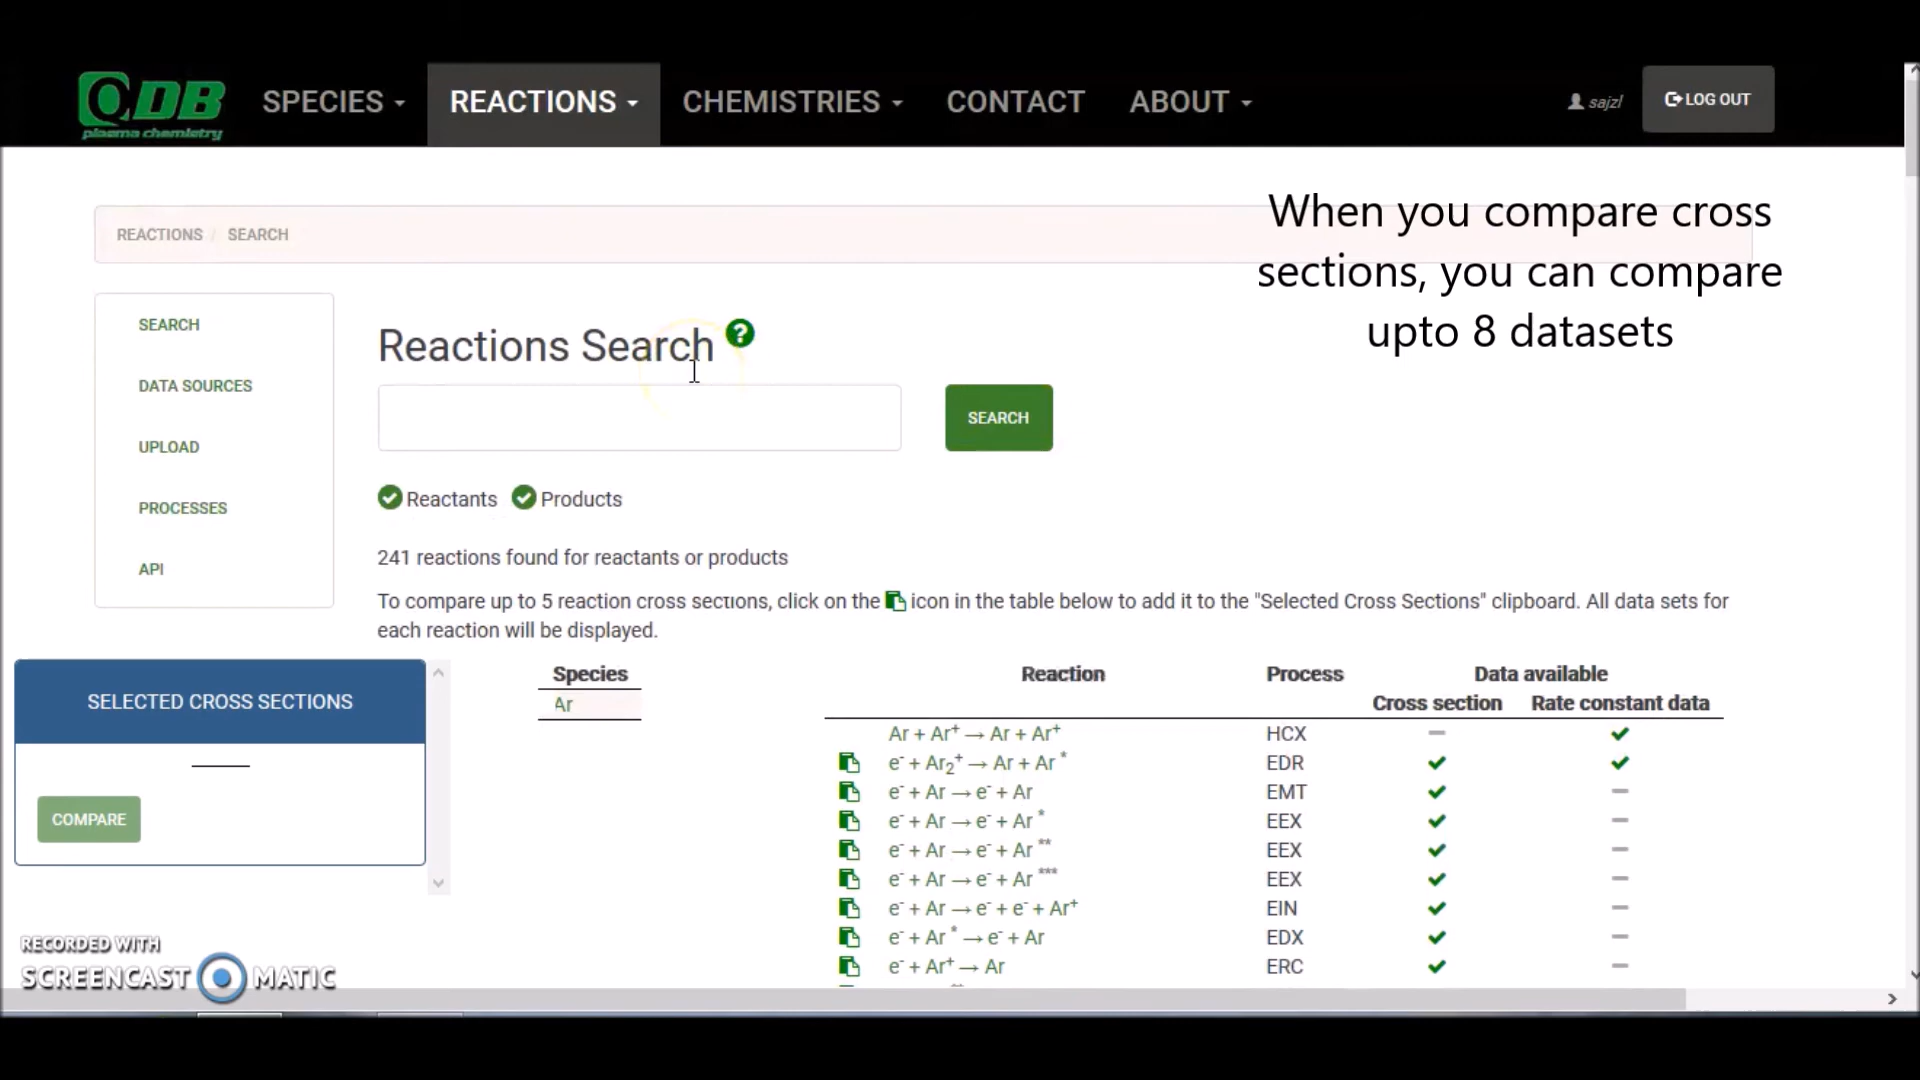 QDB
plasma chemistry
SPECIES
REACTIONS
CHEMISTRIES
CONTACT
ABOUT
sajzl
LOG OUT
When you compare cross
sections, you can compare
upto 8 datasets
REACTIONS / SEARCH
SEARCH
DATA SOURCES
UPLOAD
PROCESSES
API
Reactions Search ?
SEARCH
Reactants Products
241 reactions found for reactants or products
To compare up to 5 reaction cross sections, click on the icon in the table below to add it to the "Selected Cross Sections" clipboard. All data sets for
each reaction will be displayed.
SELECTED CROSS SECTIONS
COMPARE
Species
Ar
Reaction Process Data available
Cross section Rate constant data
Ar + Ar⁺ → Ar + Ar⁺ HCX – ✔
e⁻ + Ar₂⁺ → Ar + Ar * EDR ✔ ✔
e⁻ + Ar → e⁻ + Ar EMT ✔ –
e⁻ + Ar → e⁻ + Ar * EEX ✔ –
e⁻ + Ar → e⁻ + Ar ** EEX ✔ –
e⁻ + Ar → e⁻ + Ar *** EEX ✔ –
e⁻ + Ar → e⁻ + e⁻ + Ar⁺ EIN ✔ –
e⁻ + Ar * → e⁻ + Ar EDX ✔ –
e⁻ + Ar⁺ → Ar ERC ✔ –
RECORDED WITH
SCREENCAST MATIC